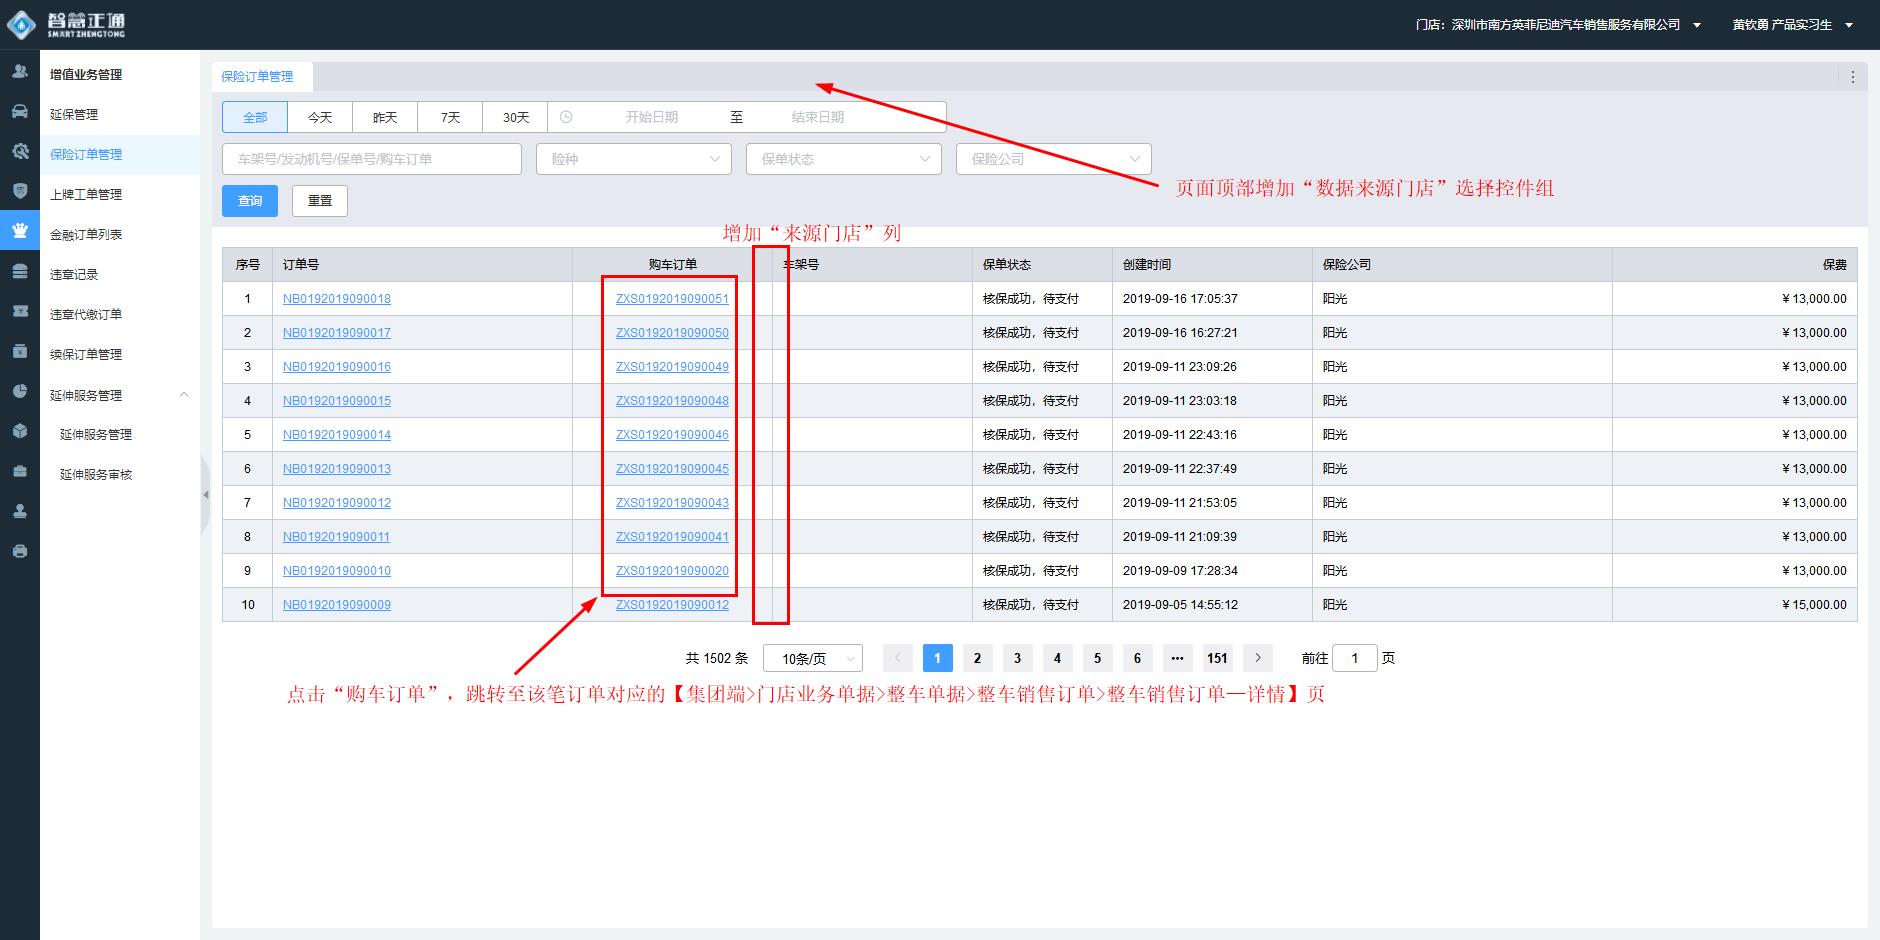 智慧正通
SMART ZHENGTONG
门店：深圳市南方英菲尼迪汽车销售服务有限公司 黄钦勇 产品实习生
增值业务管理
延保管理
保险订单管理
上牌工单管理
金融订单列表
违章记录
违章代缴订单
续保订单管理
延伸服务管理
延伸服务管理
延伸服务审核
保险订单管理
全部 今天 昨天 7天 30天 开始日期 至 结束日期
车架号/发动机号/保单号/购车订单 险种 保单状态 保险公司
页面顶部增加“数据来源门店”选择控件组
查询 重置
增加“来源门店”列
序号 订单号 购车订单 车架号 保单状态 创建时间 保险公司 保费
1 NB0192019090018 ZXS0192019090051 核保成功，待支付 2019-09-16 17:05:37 阳光 ¥ 13,000.00
2 NB0192019090017 ZXS0192019090050 核保成功，待支付 2019-09-16 16:27:21 阳光 ¥ 13,000.00
3 NB0192019090016 ZXS0192019090049 核保成功，待支付 2019-09-11 23:09:26 阳光 ¥ 13,000.00
4 NB0192019090015 ZXS0192019090048 核保成功，待支付 2019-09-11 23:03:18 阳光 ¥ 13,000.00
5 NB0192019090014 ZXS0192019090046 核保成功，待支付 2019-09-11 22:43:16 阳光 ¥ 13,000.00
6 NB0192019090013 ZXS0192019090045 核保成功，待支付 2019-09-11 22:37:49 阳光 ¥ 13,000.00
7 NB0192019090012 ZXS0192019090043 核保成功，待支付 2019-09-11 21:53:05 阳光 ¥ 13,000.00
8 NB0192019090011 ZXS0192019090041 核保成功，待支付 2019-09-11 21:09:39 阳光 ¥ 13,000.00
9 NB0192019090010 ZXS0192019090020 核保成功，待支付 2019-09-09 17:28:34 阳光 ¥ 13,000.00
10 NB0192019090009 ZXS0192019090012 核保成功，待支付 2019-09-05 14:55:12 阳光 ¥ 15,000.00
共 1502 条 10条/页 1 2 3 4 5 6 ••• 151 前往 1 页
点击“购车订单”，跳转至该笔订单对应的【集团端>门店业务单据>整车单据>整车销售订单>整车销售订单—详情】页